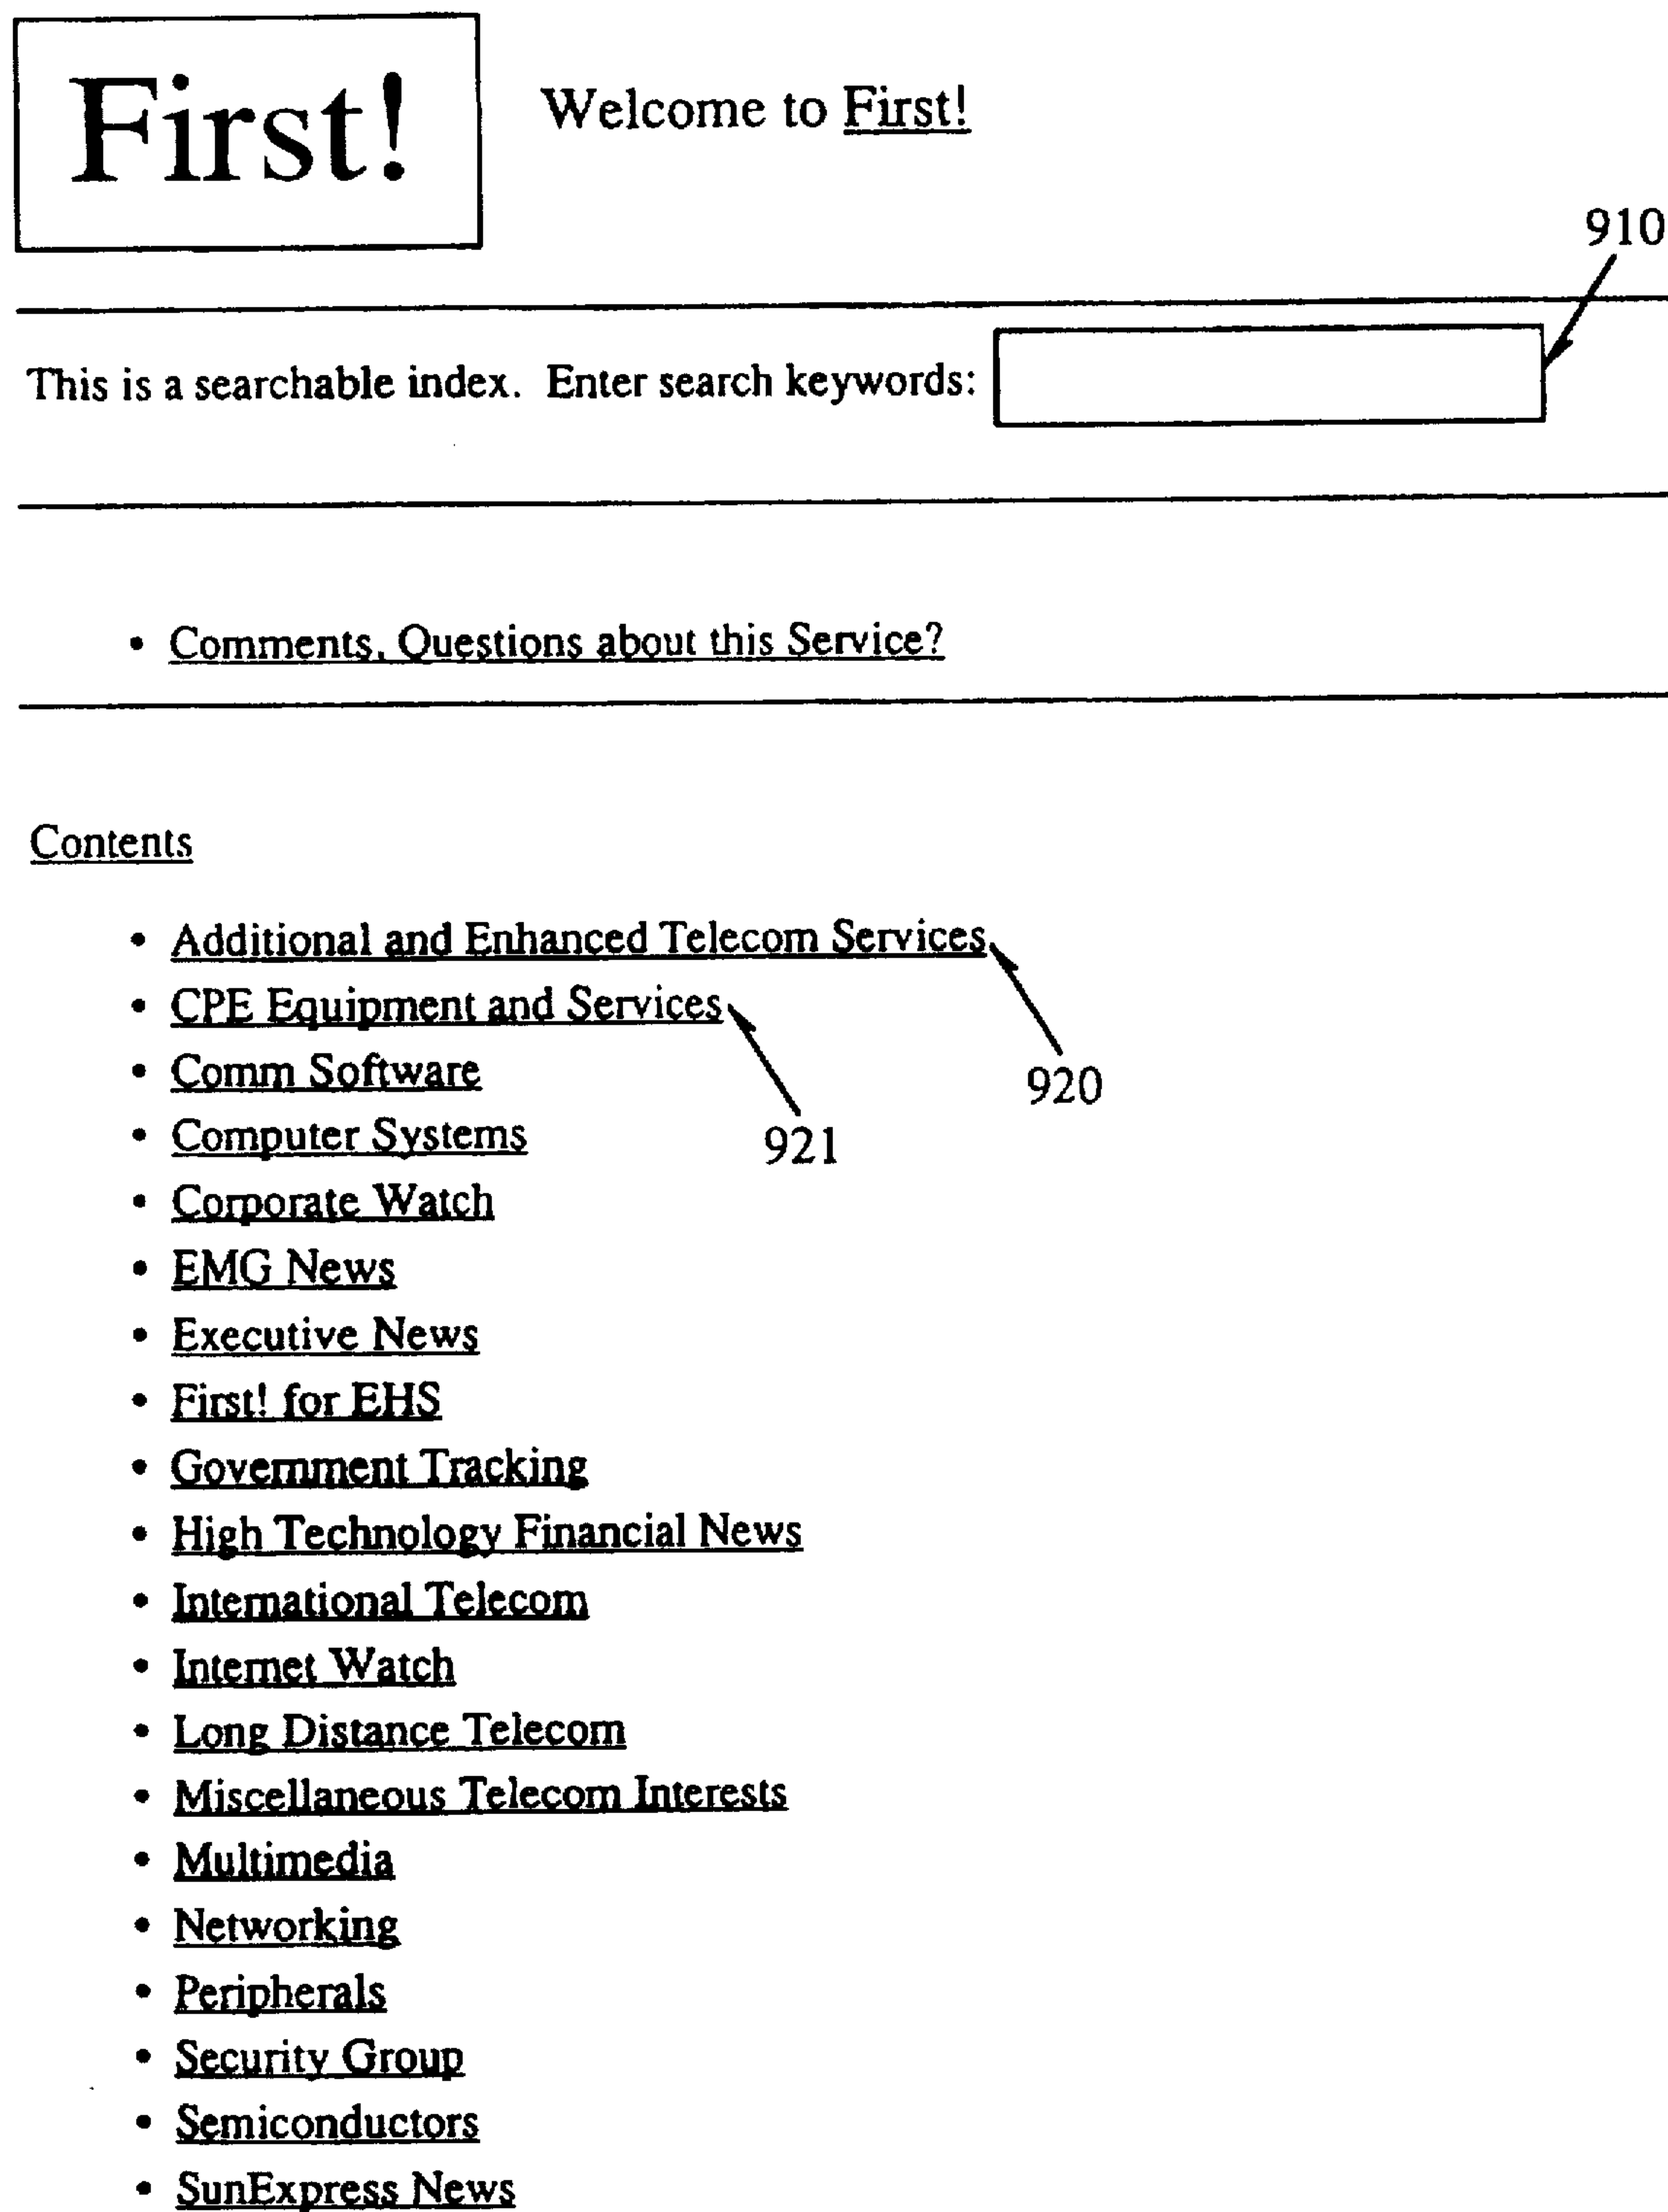 First!
Welcome to First!
910
This is a searchable index. Enter search keywords:
• Comments, Questions about this Service?
Contents
• Additional and Enhanced Telecom Services
• CPE Equipment and Services
• Comm Software
920
• Computer Systems
921
• Corporate Watch
• EMG News
• Executive News
• First! for EHS
• Government Tracking
• High Technology Financial News
• International Telecom
• Internet Watch
• Long Distance Telecom
• Miscellaneous Telecom Interests
• Multimedia
• Networking
• Peripherals
• Security Group
• Semiconductors
• SunExpress News